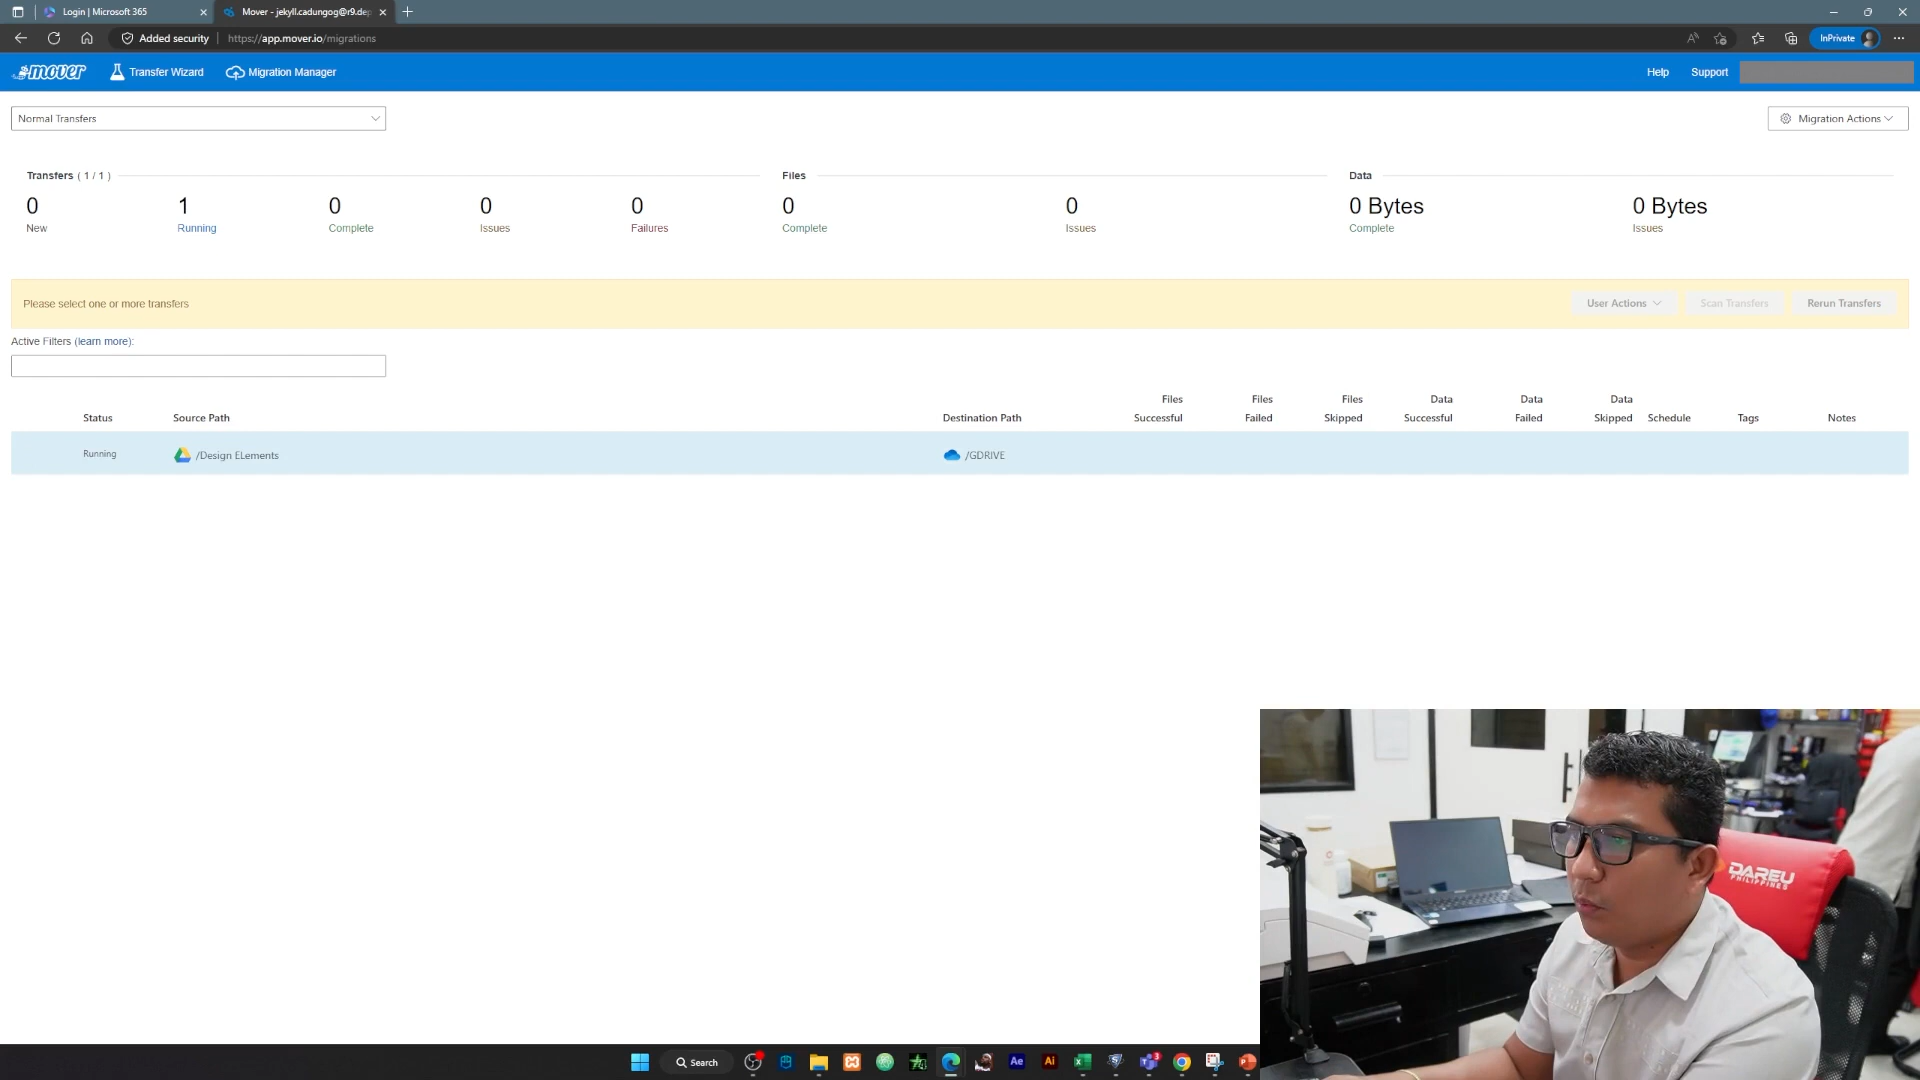 Login | Microsoft 365
Mover - jekyll.cadungog@r9.dep
Added security
https://app.mover.io/migrations
InPrivate
mover
Transfer Wizard
Migration Manager
Help
Support
Normal Transfers
Migration Actions
Transfers ( 1 / 1 )
Files
Data
0
1
0
0
0
0
0
0 Bytes
0 Bytes
New
Running
Complete
Issues
Failures
Complete
Issues
Complete
Issues
Please select one or more transfers
User Actions
Scan Transfers
Rerun Transfers
Active Filters (learn more):
Status
Source Path
Destination Path
Files Successful
Files Failed
Files Skipped
Data Successful
Data Failed
Data Skipped
Schedule
Tags
Notes
Running
/Design ELements
/GDRIVE
DAREU
PHILIPPINES
Search
Ae
Ai